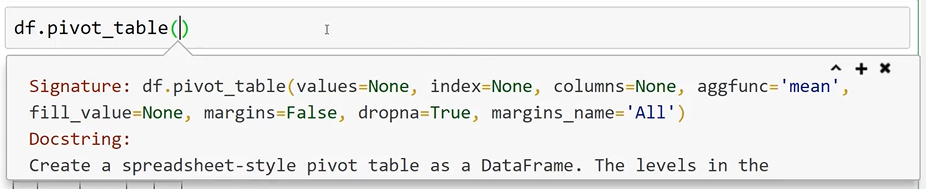 df.pivot_table()
Signature: df.pivot_table(values=None, index=None, columns=None, aggfunc='mean',
fill_value=None, margins=False, dropna=True, margins_name='All')
Docstring:
Create a spreadsheet-style pivot table as a DataFrame. The levels in the